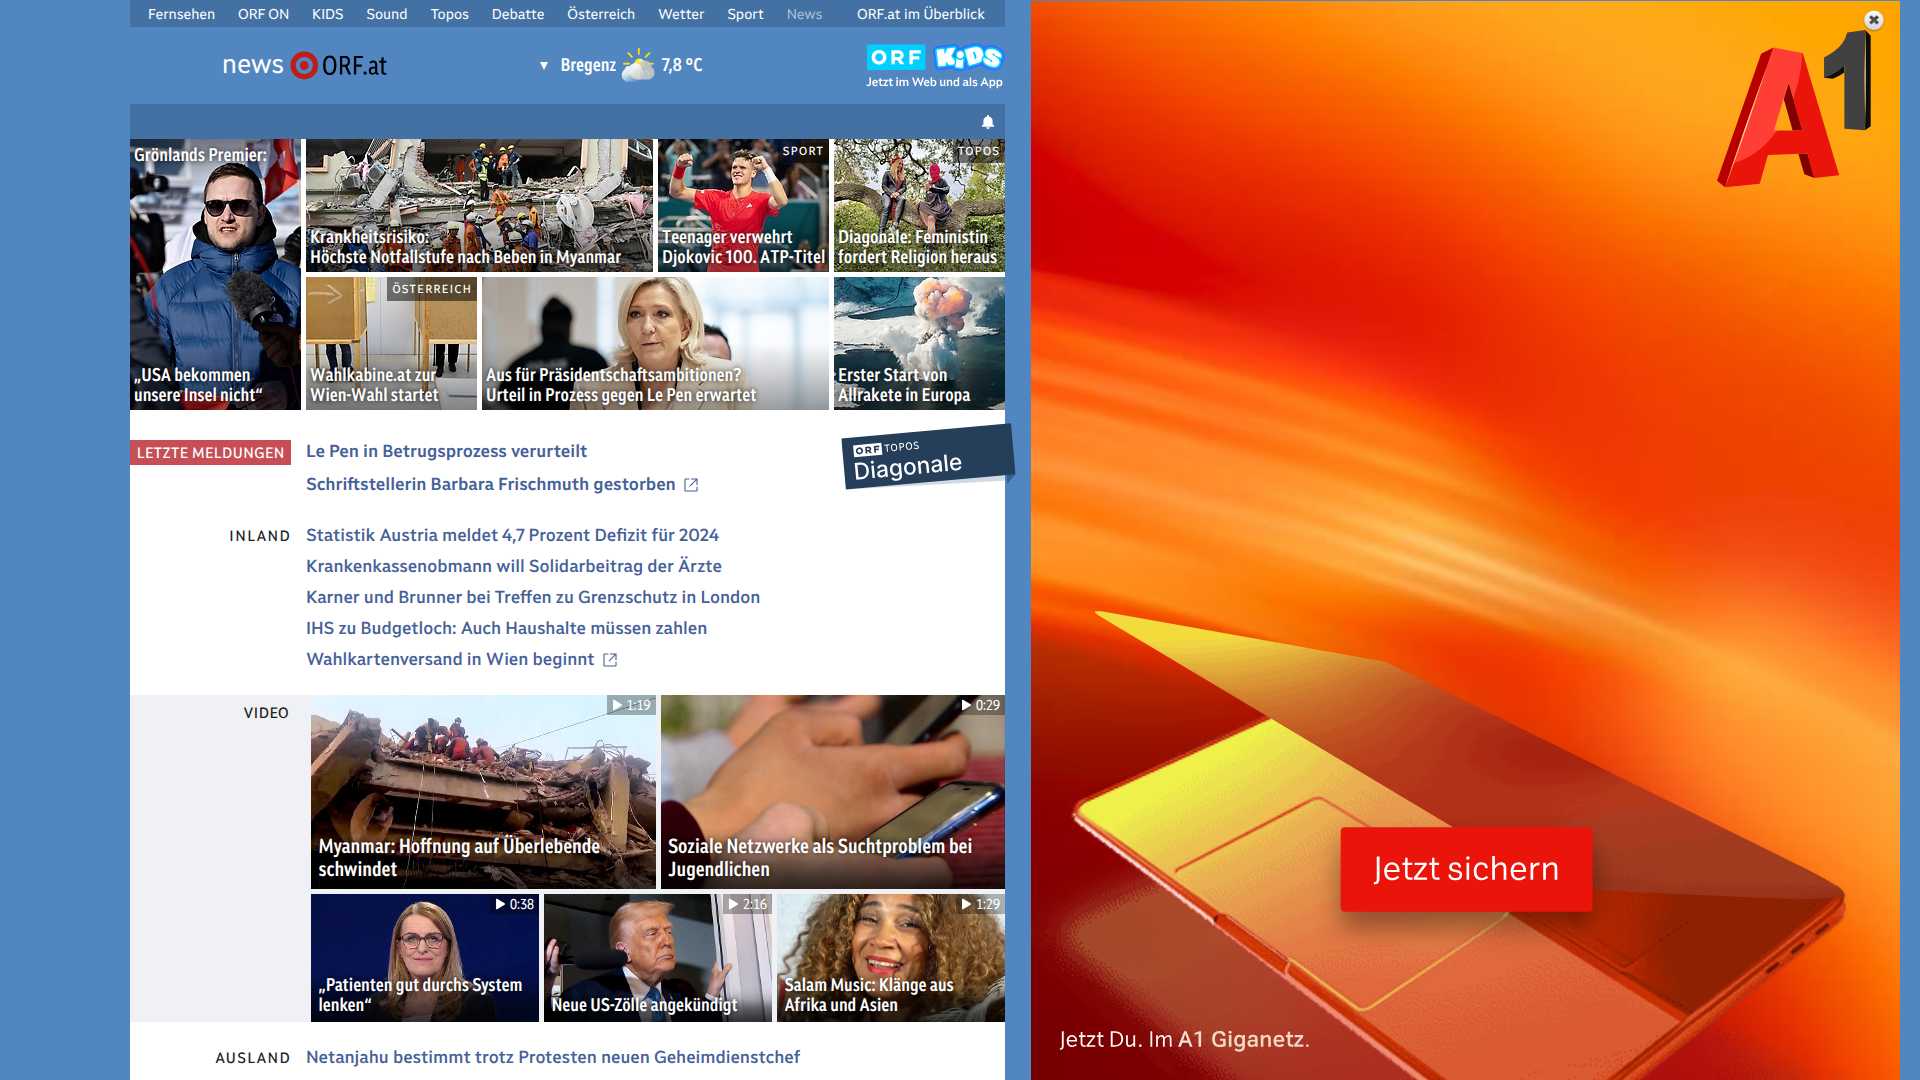 Fernsehen ORF ON KIDS Sound Topos Debatte Österreich Wetter Sport News ORF.at im Überblick
news ORF.at
▼ Bregenz 7,8 °C
ORF KiDS
Jetzt im Web und als App
Grönlands Premier:
„USA bekommen
unsere Insel nicht“
Krankheitsrisiko:
Höchste Notfallstufe nach Beben in Myanmar
SPORT
Teenager verwehrt
Djokovic 100. ATP-Titel
TOPOS
Diagonale: Feministin
fordert Religion heraus
ÖSTERREICH
Wahlkabine.at zur
Wien-Wahl startet
Aus für Präsidentschaftsambitionen?
Urteil in Prozess gegen Le Pen erwartet
Erster Start von
Allrakete in Europa
LETZTE MELDUNGEN
Le Pen in Betrugsprozess verurteilt
Schriftstellerin Barbara Frischmuth gestorben
ORF TOPOS
Diagonale
INLAND
Statistik Austria meldet 4,7 Prozent Defizit für 2024
Krankenkassenobmann will Solidarbeitrag der Ärzte
Karner und Brunner bei Treffen zu Grenzschutz in London
IHS zu Budgetloch: Auch Haushalte müssen zahlen
Wahlkartenversand in Wien beginnt
VIDEO
1:19
Myanmar: Hoffnung auf Überlebende
schwindet
0:29
Soziale Netzwerke als Suchtproblem bei
Jugendlichen
0:38
„Patienten gut durchs System
lenken“
2:16
Neue US-Zölle angekündigt
1:29
Salam Music: Klänge aus
Afrika und Asien
AUSLAND
Netanjahu bestimmt trotz Protesten neuen Geheimdienstchef
A1
Jetzt sichern
Jetzt Du. Im A1 Giganetz.